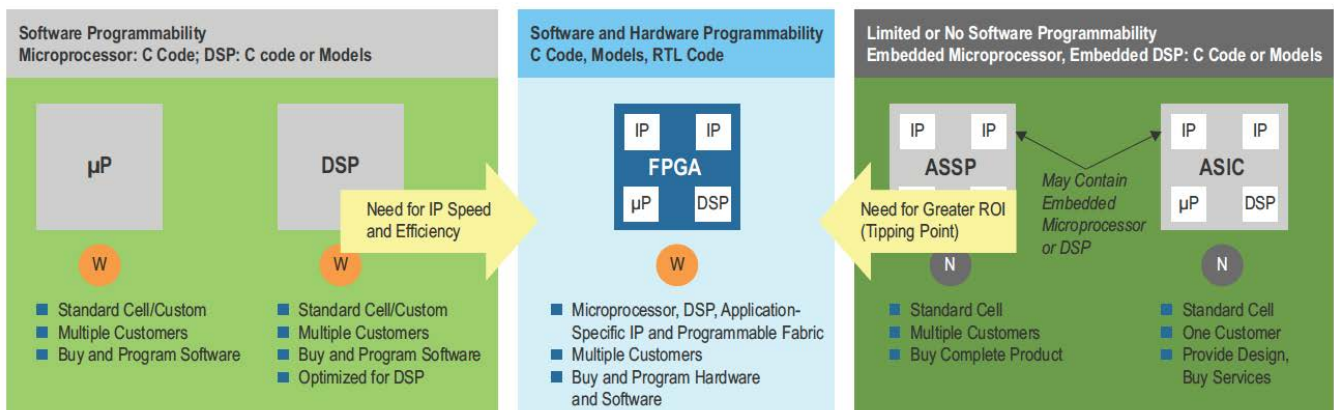 Software Programmability
Microprocessor: C Code; DSP: C code or Models
µP
DSP
W
W
Standard Cell/Custom
Multiple Customers
Buy and Program Software
Standard Cell/Custom
Multiple Customers
Buy and Program Software
Optimized for DSP
Need for IP Speed
and Efficiency
Software and Hardware Programmability
C Code, Models, RTL Code
IP
IP
FPGA
µP
DSP
W
Microprocessor, DSP, Application-
Specific IP and Programmable Fabric
Multiple Customers
Buy and Program Hardware
and Software
Need for Greater ROI
(Tipping Point)
Limited or No Software Programmability
Embedded Microprocessor, Embedded DSP: C Code or Models
IP
IP
ASSP
N
Standard Cell
Multiple Customers
Buy Complete Product
May Contain
Embedded
Microprocessor
or DSP
IP
IP
ASIC
µP
DSP
N
Standard Cell
One Customer
Provide Design,
Buy Services